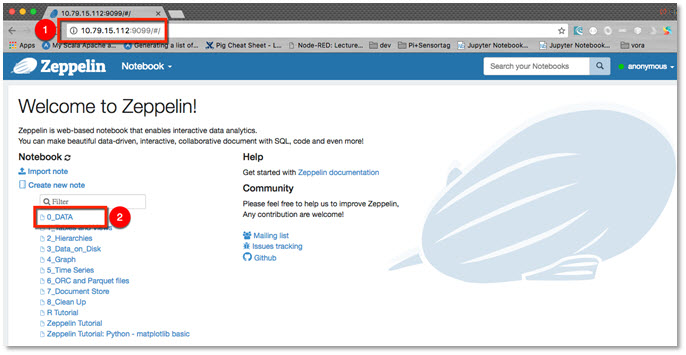 10.79.15.112:9099/#/
1
10.79.15.112:9099/#/
Apps My Scala Apache a... Generating a list of... Pig Cheat Sheet - L... Node-RED: Lecture... dev Pi+Sensortag Jupyter Notebook Jupyter Notebook vora
Zeppelin Notebook Search your Notebooks anonymous
Welcome to Zeppelin!
Zeppelin is web-based notebook that enables interactive data analytics.
You can make beautiful data-driven, interactive, collaborative document with SQL, code and even more!
Notebook
Import note
Create new note
Filter
0_DATA
2
1_Tables and Views
2_Hierarchies
3_Data_on_Disk
4_Graph
5_Time Series
6_ORC and Parquet files
7_Document Store
8_Clean Up
R Tutorial
Zeppelin Tutorial
Zeppelin Tutorial: Python - matplotlib basic
Help
Get started with Zeppelin documentation
Community
Please feel free to help us to improve Zeppelin,
Any contribution are welcome!
Mailing list
Issues tracking
Github